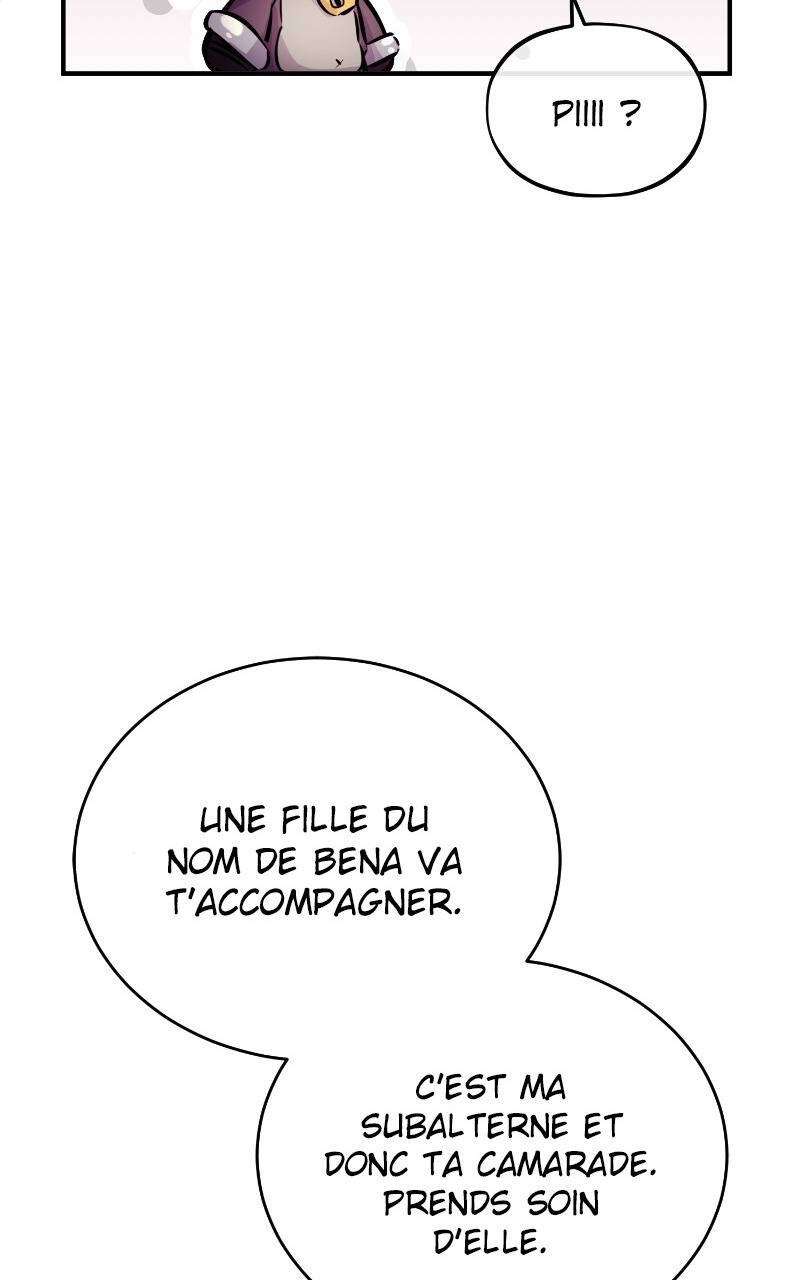 PIIII ?
UNE FILLE DU
NOM DE BENA VA
T'ACCOMPAGNER.
C'EST MA
SUBALTERNE ET
DONC TA CAMARADE.
PRENDS SOIN
D'ELLE.